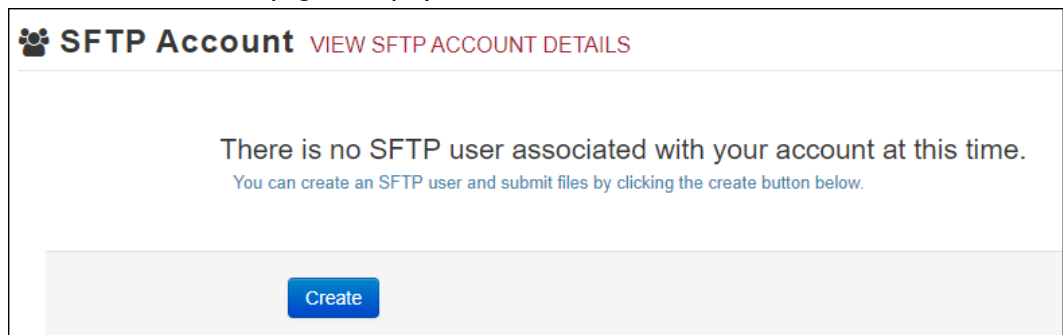 SFTP Account VIEW SFTP ACCOUNT DETAILS
There is no SFTP user associated with your account at this time.
You can create an SFTP user and submit files by clicking the create button below.
Create